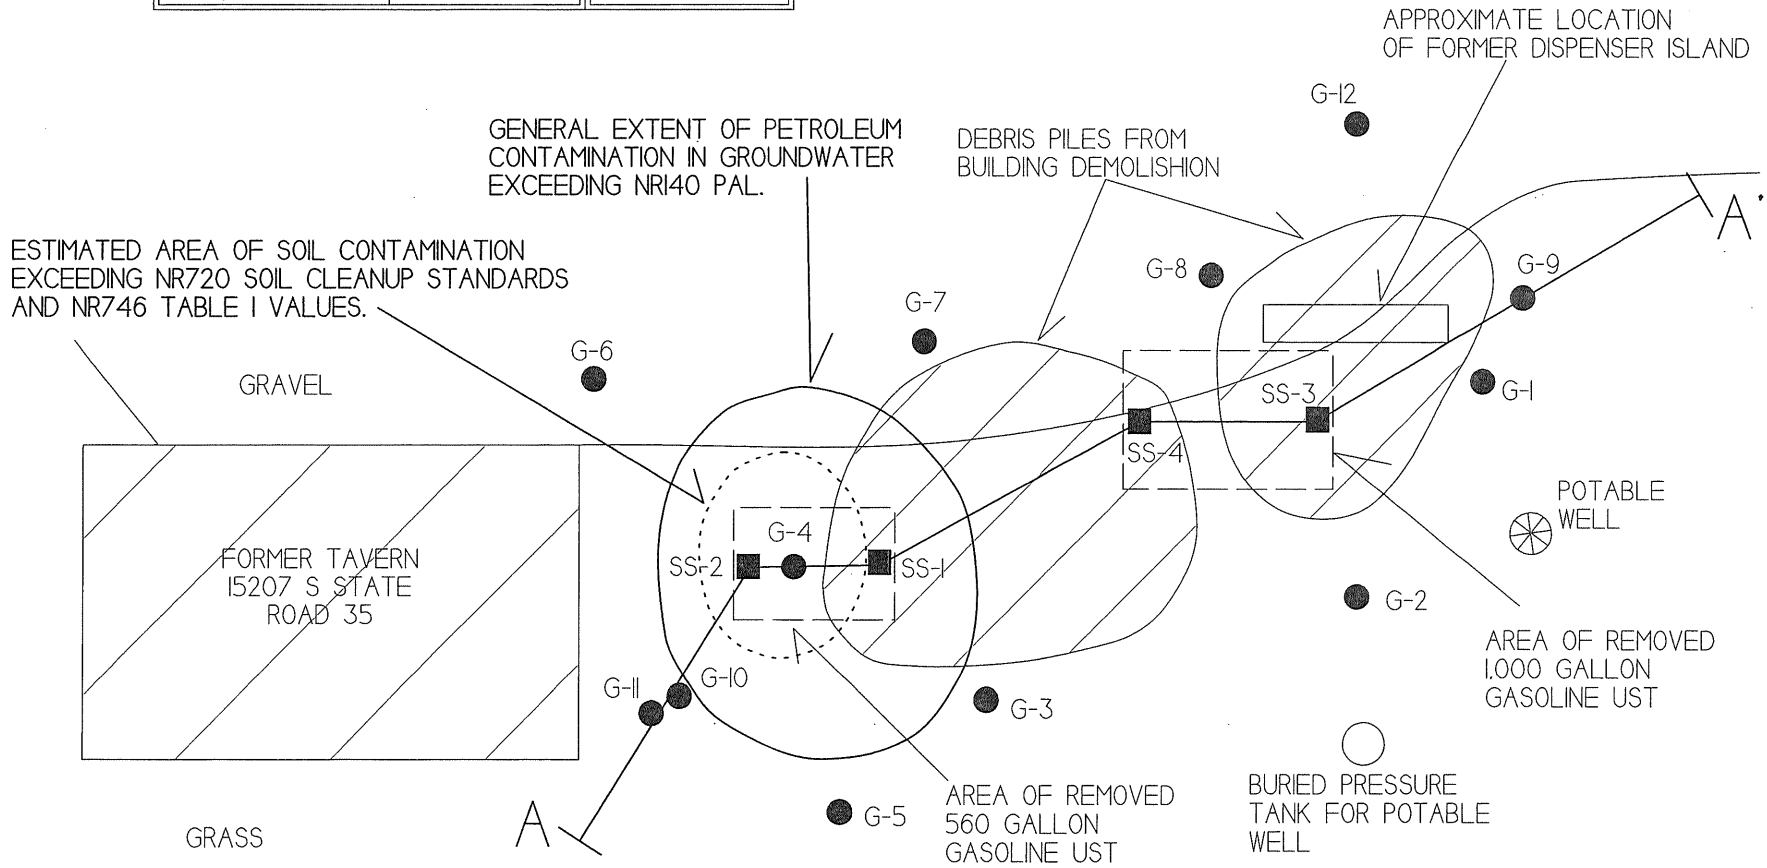 APPROXIMATE LOCATION
OF FORMER DISPENSER ISLAND
G-12
GENERAL EXTENT OF PETROLEUM
CONTAMINATION IN GROUNDWATER
EXCEEDING NR140 PAL.
DEBRIS PILES FROM
BUILDING DEMOLISHION
A'
ESTIMATED AREA OF SOIL CONTAMINATION
EXCEEDING NR720 SOIL CLEANUP STANDARDS
AND NR746 TABLE 1 VALUES.
G-8
G-9
G-7
G-6
GRAVEL
G-1
SS-3
SS-4
POTABLE
WELL
G-4
SS-2
SS-1
FORMER TAVERN
15207 S STATE
ROAD 35
G-2
AREA OF REMOVED
1,000 GALLON
GASOLINE UST
G-11
G-10
G-3
BURIED PRESSURE
TANK FOR POTABLE
WELL
AREA OF REMOVED
560 GALLON
GASOLINE UST
G-5
A
GRASS